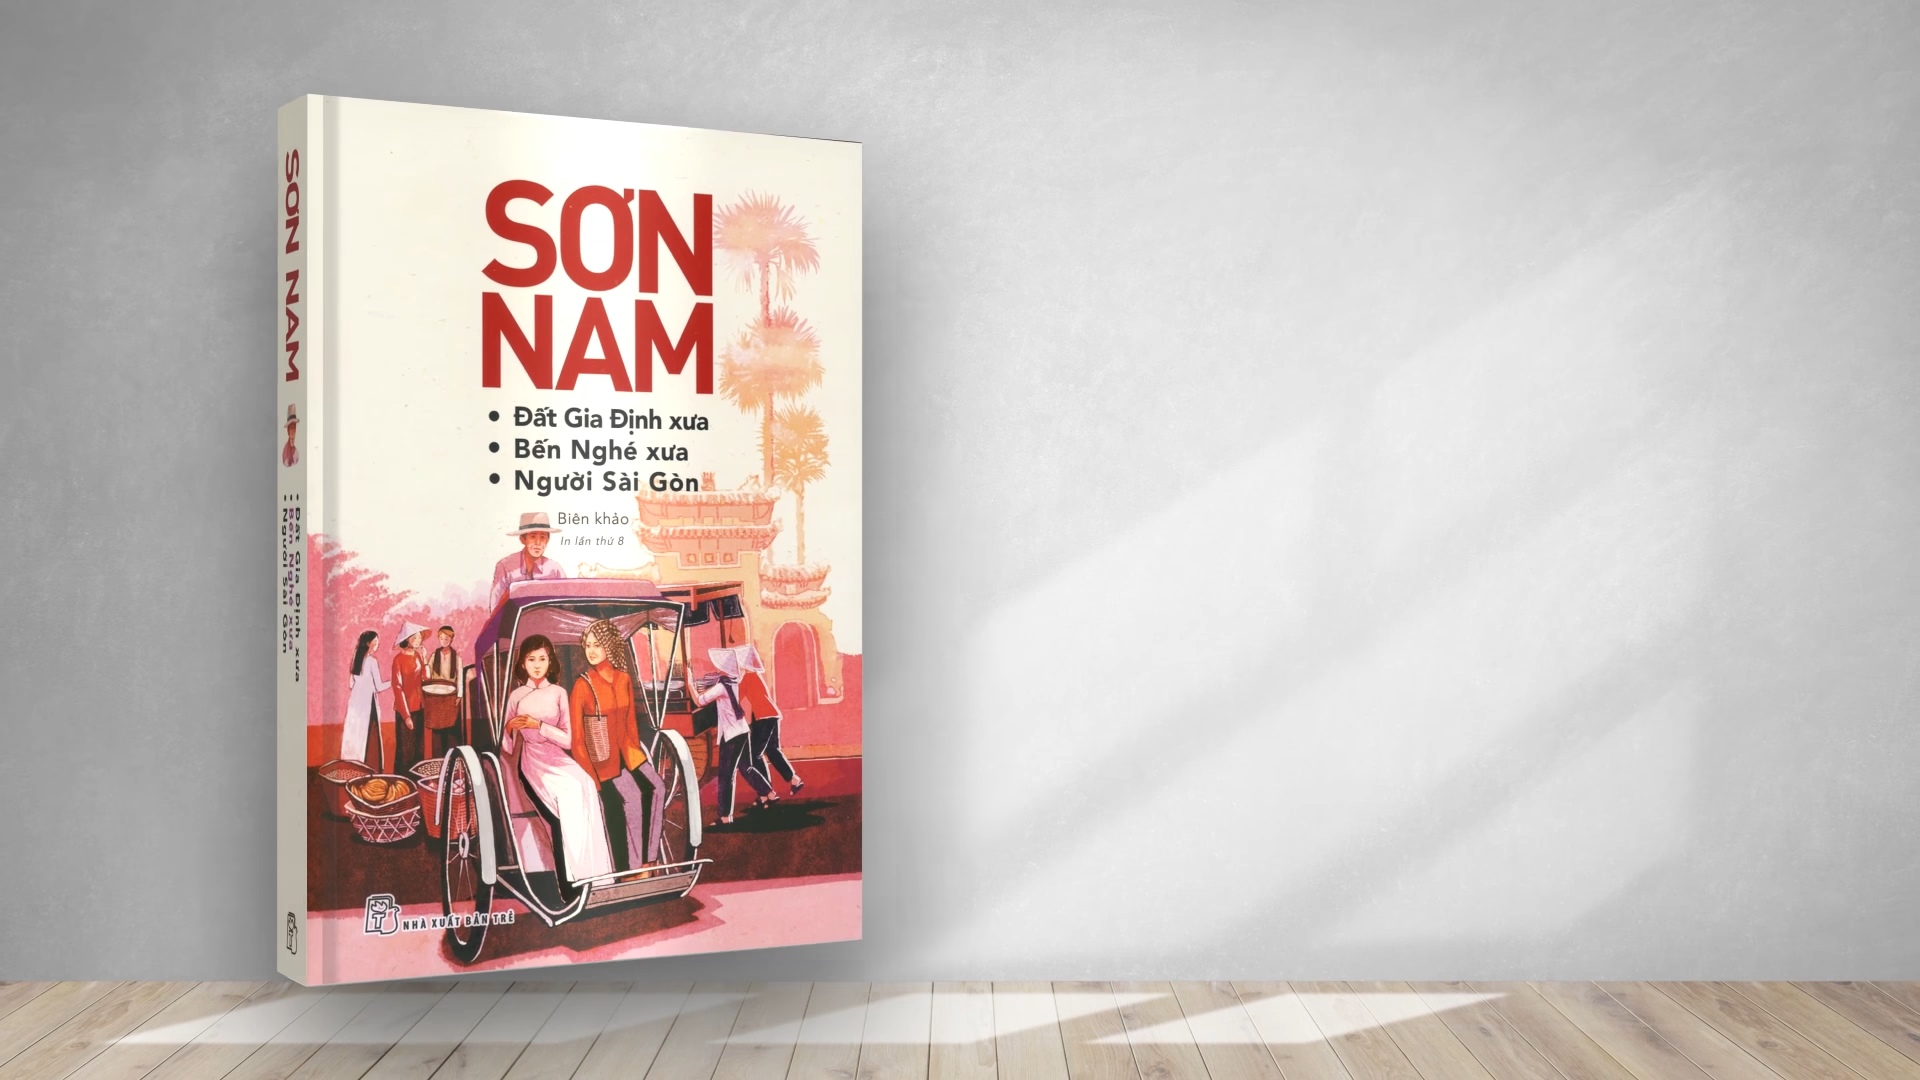 SƠN NAM
• Đất Gia Định xưa
• Bến Nghé xưa
• Người Sài Gòn
SƠN
NAM
• Đất Gia Định xưa
• Bến Nghé xưa
• Người Sài Gòn
Biên khảo
In lần thứ 8
NHÀ XUẤT BẢN TRẺ